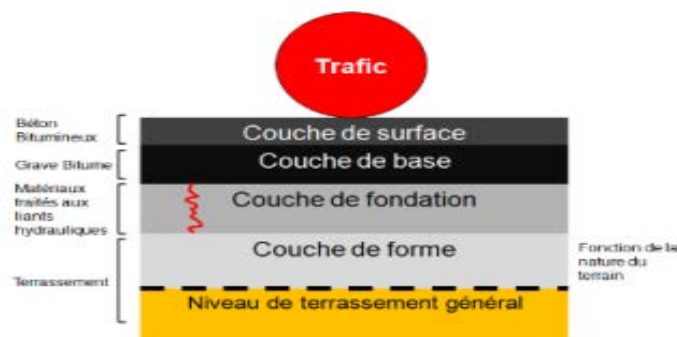 Trafic
Béton
Bitumineux
Couche de surface
Grave Bitume
Couche de base
Matériaux
traités aux
liants
hydrauliques
Couche de fondation
Couche de forme
Fonction de la
nature du
terrain
Terrassement
Niveau de terrassement général